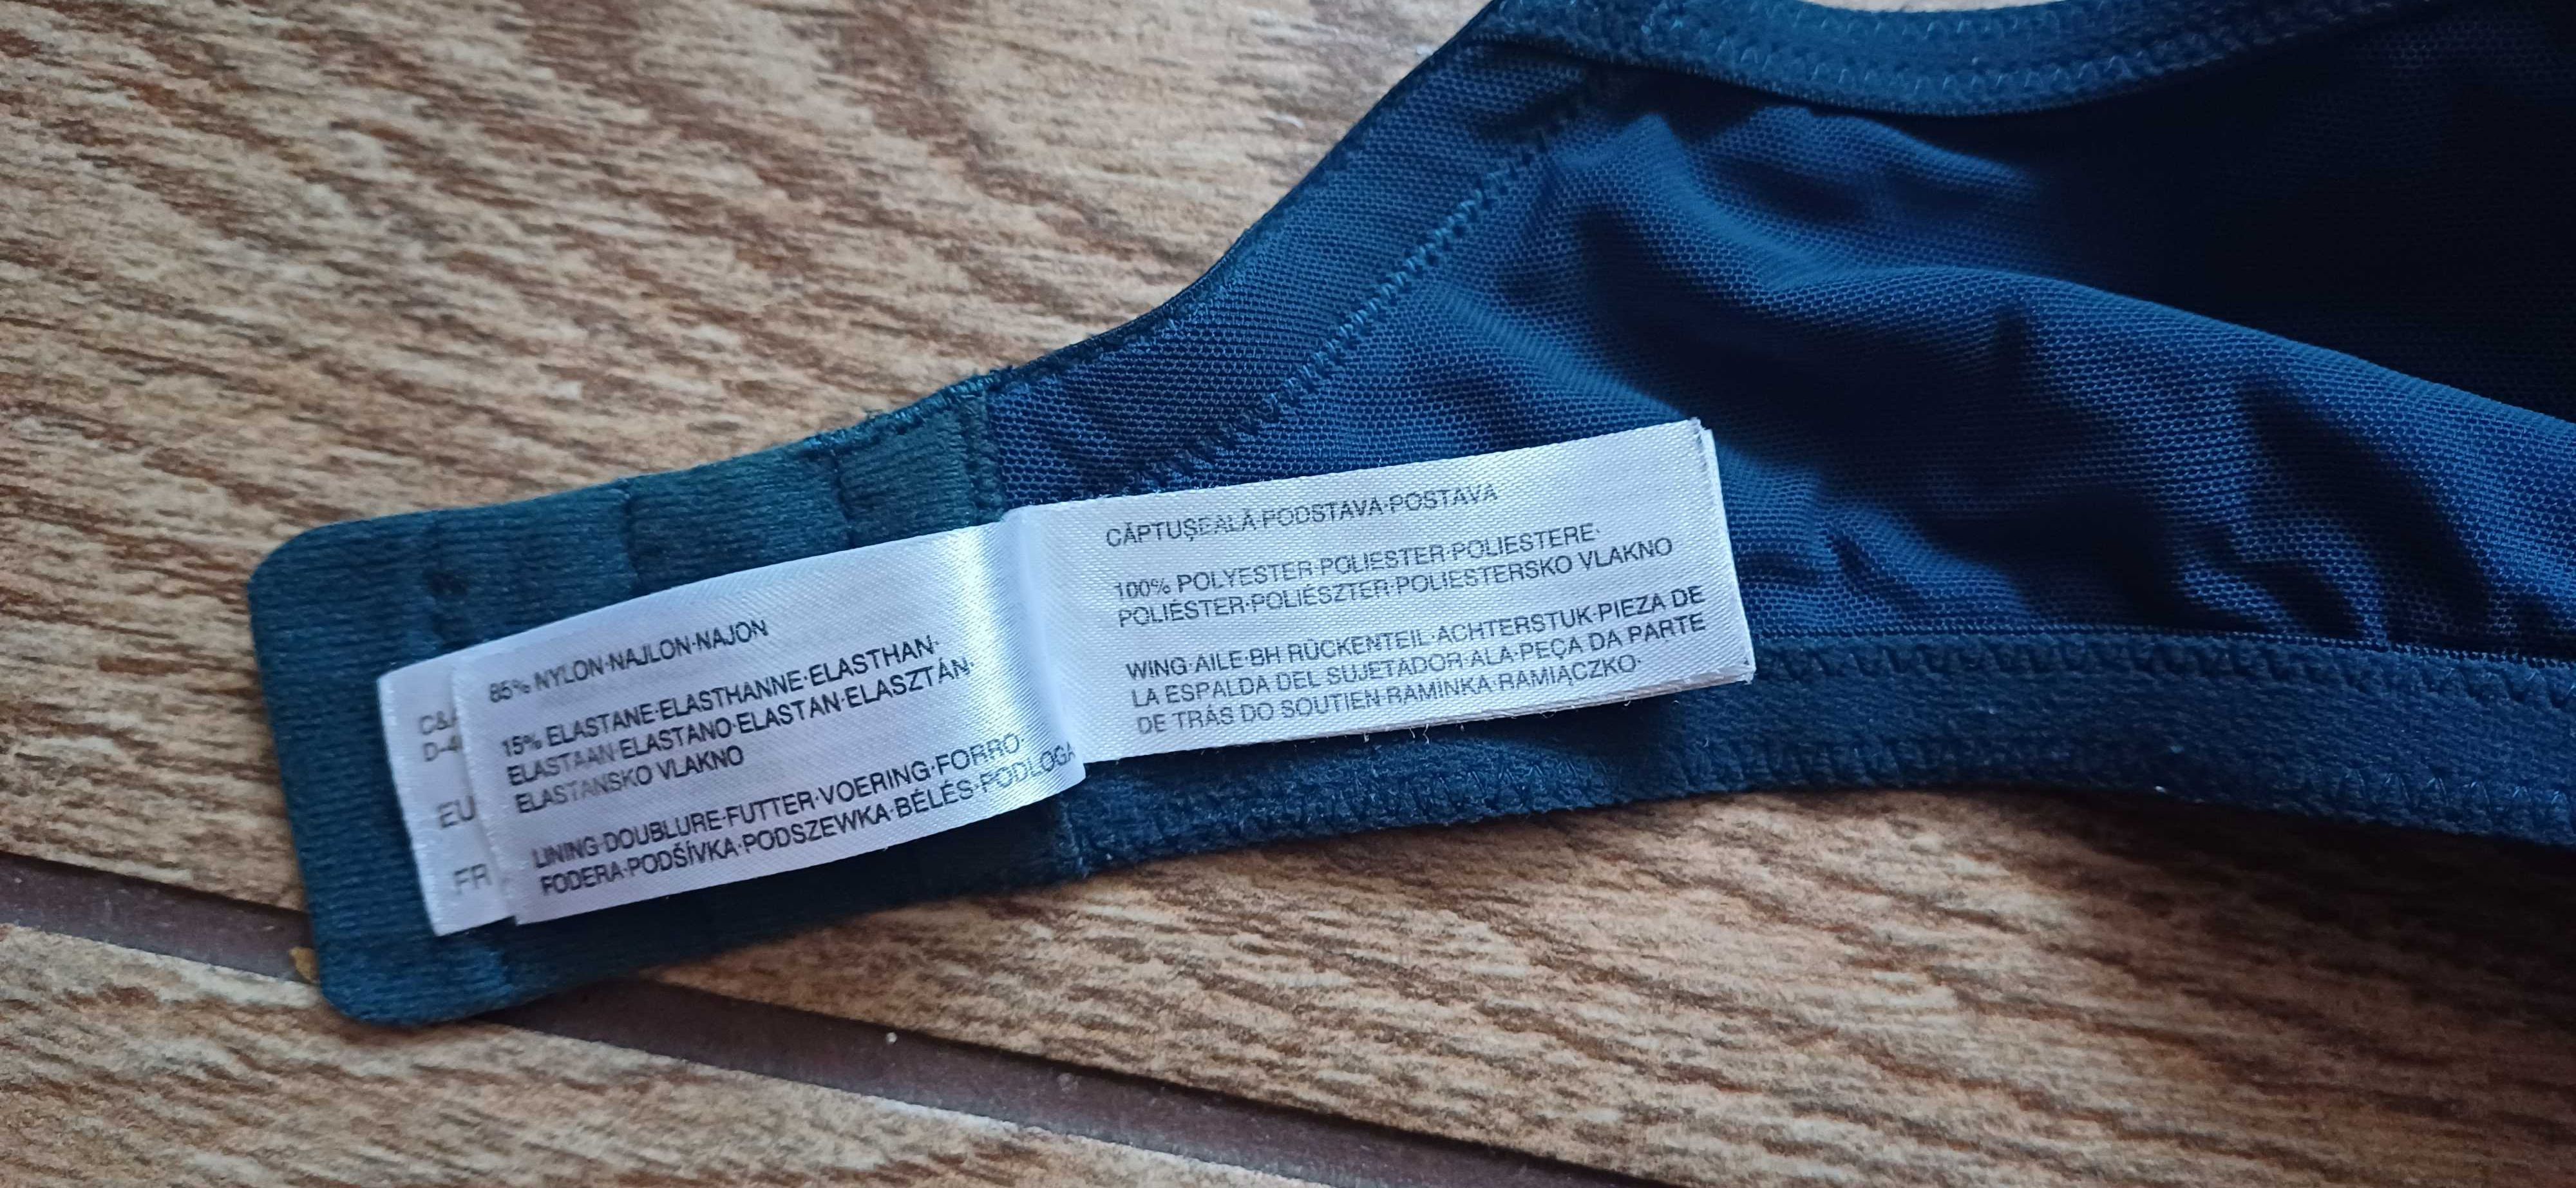 C&A
D-4
EU
FR
85% NYLON·NAJLON·NAJON
15% ELASTANE·ELASTHANNE·ELASTHAN·
ELASTAAN·ELASTANO·ELASTAN·ELASZTÁN·
ELASTANSKO VLAKNO
LINING·DOUBLURE·FUTTER·VOERING·FORRO·
FODERA·PODŠÍVKA·PODSZEWKA·BÉLÉS·PODLOGA
CĂPTUȘEALĂ·PODSTAVA·POSTAVA
100% POLYESTER·POLIESTER·POLIESTERE·
POLIÉSTER·POLIÉSZTER·POLIESTERSKO VLAKNO
WING·AILE·BH RÜCKENTEIL·ACHTERSTUK·PIEZA DE
LA ESPALDA DEL SUJETADOR·ALA·PEÇA DA PARTE
DE TRÁS DO SOUTIEN·RAMÍNKA·RAMIĄCZKO·